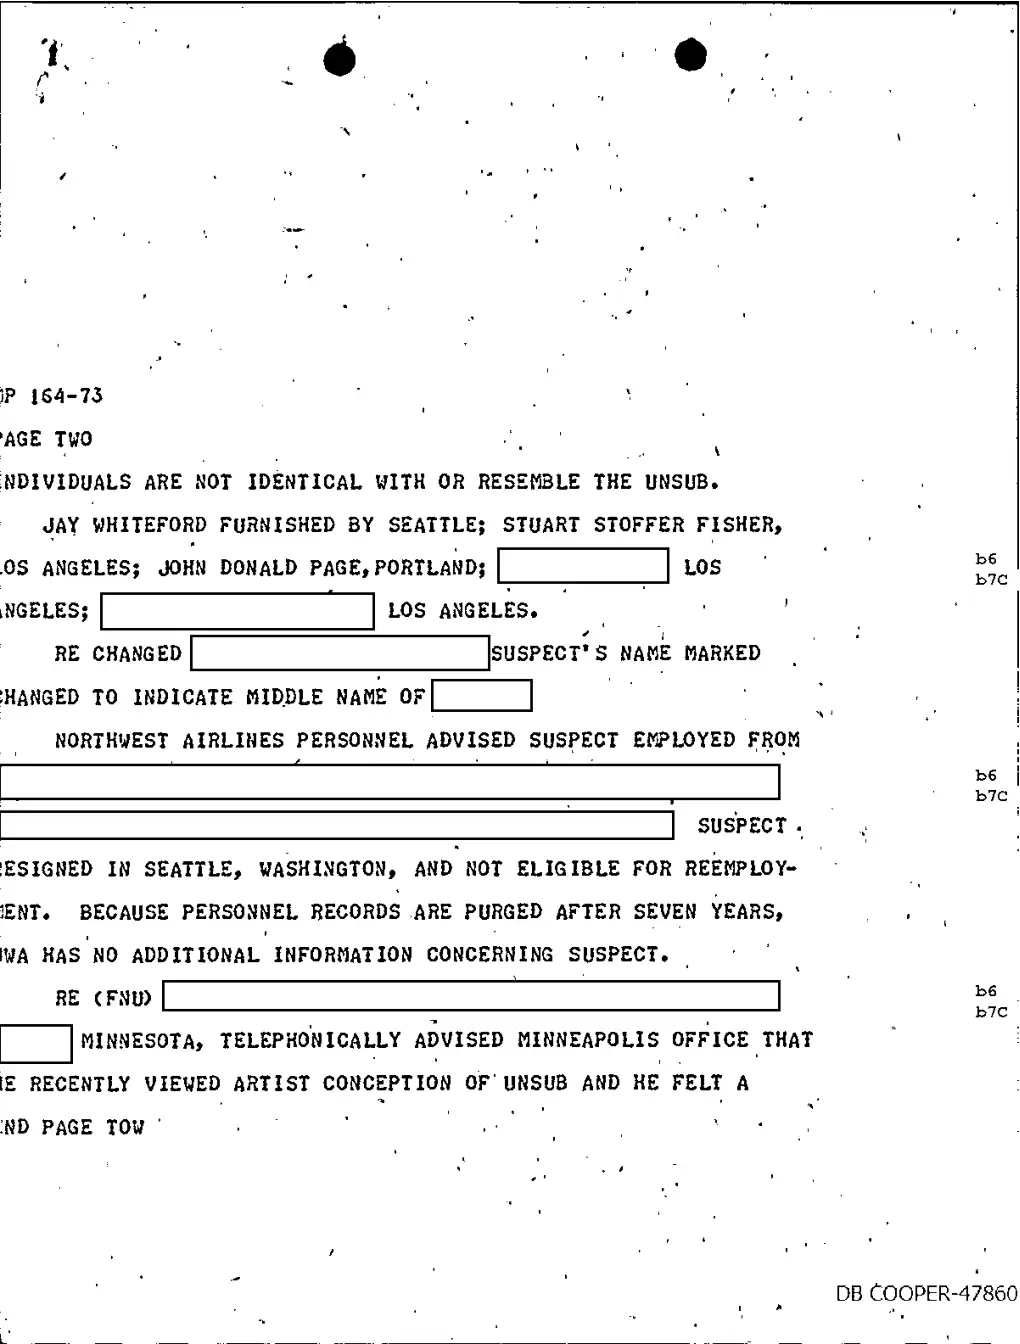 P 164-73
AGE TWO
NDIVIDUALS ARE NOT IDENTICAL WITH OR RESEMBLE THE UNSUB.
JAY WHITEFORD FURNISHED BY SEATTLE; STUART STOFFER FISHER,
OS ANGELES; JOHN DONALD PAGE, PORTLAND; LOS
b6
b7C
NGELES; LOS ANGELES.
RE CHANGED SUSPECT'S NAME MARKED
HANGED TO INDICATE MIDDLE NAME OF
NORTHWEST AIRLINES PERSONNEL ADVISED SUSPECT EMPLOYED FROM
b6
b7C
SUSPECT
ESIGNED IN SEATTLE, WASHINGTON, AND NOT ELIGIBLE FOR REEMPLOY-
ENT. BECAUSE PERSONNEL RECORDS ARE PURGED AFTER SEVEN YEARS,
WA HAS NO ADDITIONAL INFORMATION CONCERNING SUSPECT.
RE (FNU)
b6
b7C
MINNESOTA, TELEPHONICALLY ADVISED MINNEAPOLIS OFFICE THAT
E RECENTLY VIEWED ARTIST CONCEPTION OF UNSUB AND HE FELT A
ND PAGE TOW
DB COOPER-47860